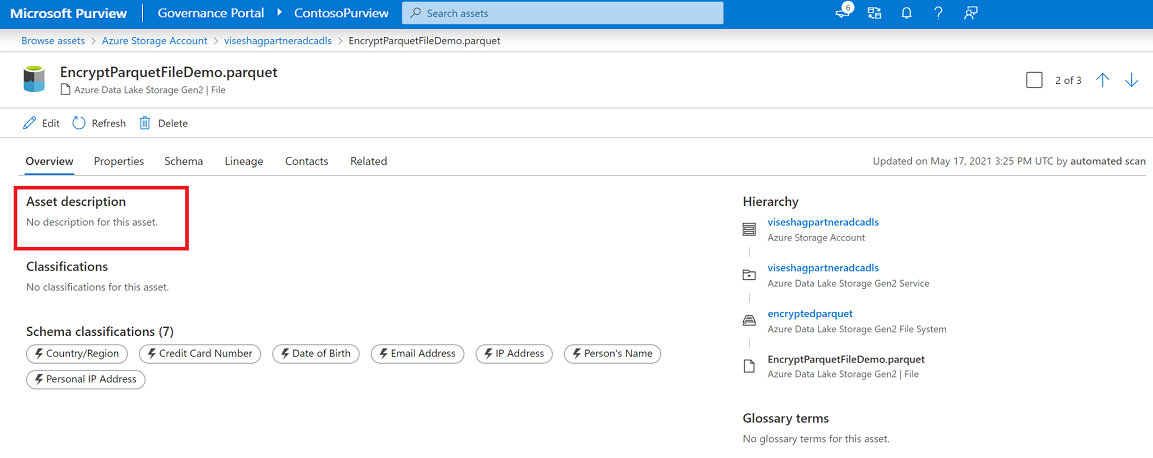 Microsoft Purview Governance Portal ContosoPurview Search assets 6
Browse assets Azure Storage Account viseshagpartneradcadls EncryptParquetFileDemo.parquet
EncryptParquetFileDemo.parquet
Azure Data Lake Storage Gen2 | File
2 of 3
Edit Refresh Delete
Overview Properties Schema Lineage Contacts Related
Updated on May 17, 2021 3:25 PM UTC by automated scan
Asset description
No description for this asset.
Classifications
No classifications for this asset.
Schema classifications (7)
Country/Region Credit Card Number Date of Birth Email Address IP Address Person's Name
Personal IP Address
Hierarchy
viseshagpartneradcadls
Azure Storage Account
viseshagpartneradcadls
Azure Data Lake Storage Gen2 Service
encryptedparquet
Azure Data Lake Storage Gen2 File System
EncryptParquetFileDemo.parquet
Azure Data Lake Storage Gen2 | File
Glossary terms
No glossary terms for this asset.